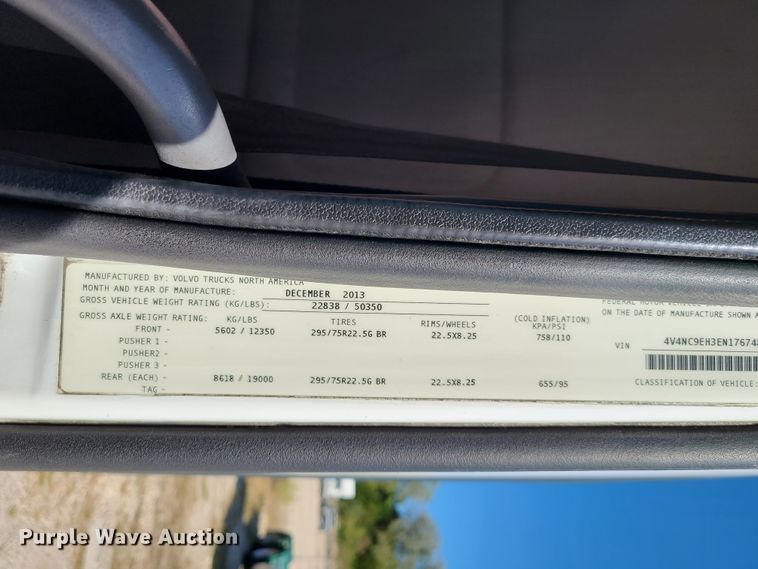 MANUFACTURED BY: VOLVO TRUCKS NORTH AMERICA
MONTH AND YEAR OF MANUFACTURE: DECEMBER 2013
GROSS VEHICLE WEIGHT RATING (KG/LBS): 22838 / 50350
GROSS AXLE WEIGHT RATING: KG/LBS TIRES RIMS/WHEELS (COLD INFLATION) KPA/PSI
FRONT - 5602 / 12350 295/75R22.5G BR 22.5X8.25 758/110
PUSHER 1 -
PUSHER2 -
PUSHER 3 -
REAR (EACH) - 8618 / 19000 295/75R22.5G BR 22.5X8.25 655/95
TAG -
FEDERAL MOTOR VEHICLE
ON THE DATE OF MANUFACTURE SHOWN A
VIN 4V4NC9EH3EN17674
CLASSIFICATION OF VEHICLE:
Purple Wave Auction